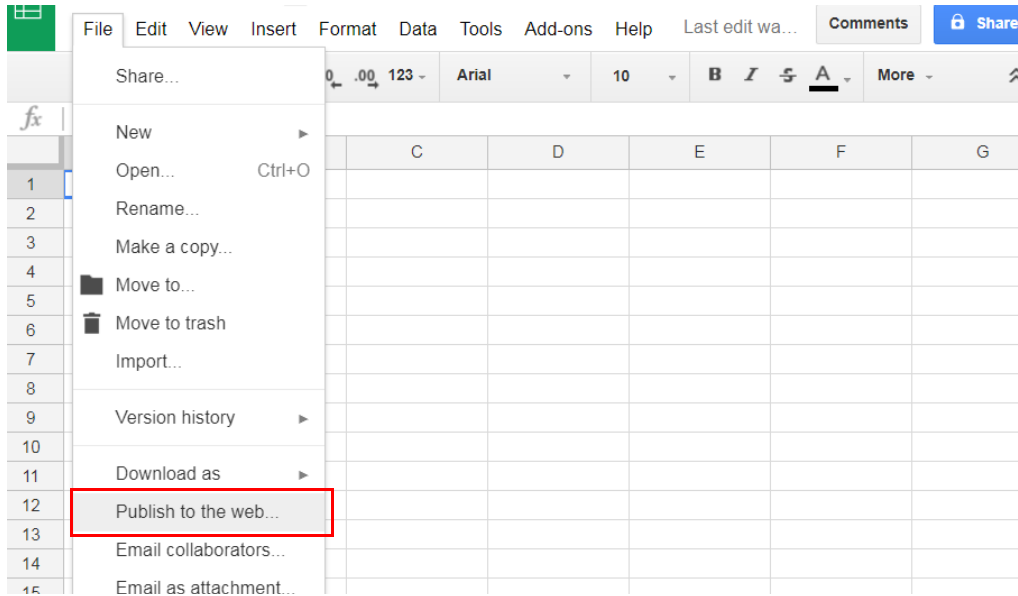 File Edit View Insert Format Data Tools Add-ons Help Last edit wa... Comments Share
Share...
.00 123 Arial 10 B I S A More
fx
New
Open... Ctrl+O
Rename...
Make a copy...
Move to...
Move to trash
Import...
Version history
Download as
Publish to the web...
Email collaborators...
Email as attachment...
C D E F G
1
2
3
4
5
6
7
8
9
10
11
12
13
14
15